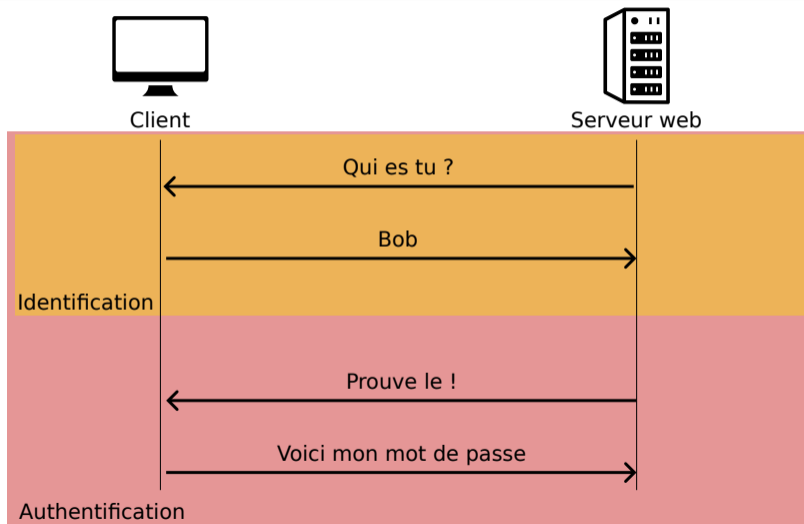 Client
Serveur web
Qui es tu ?
Bob
Identification
Prouve le !
Voici mon mot de passe
Authentification